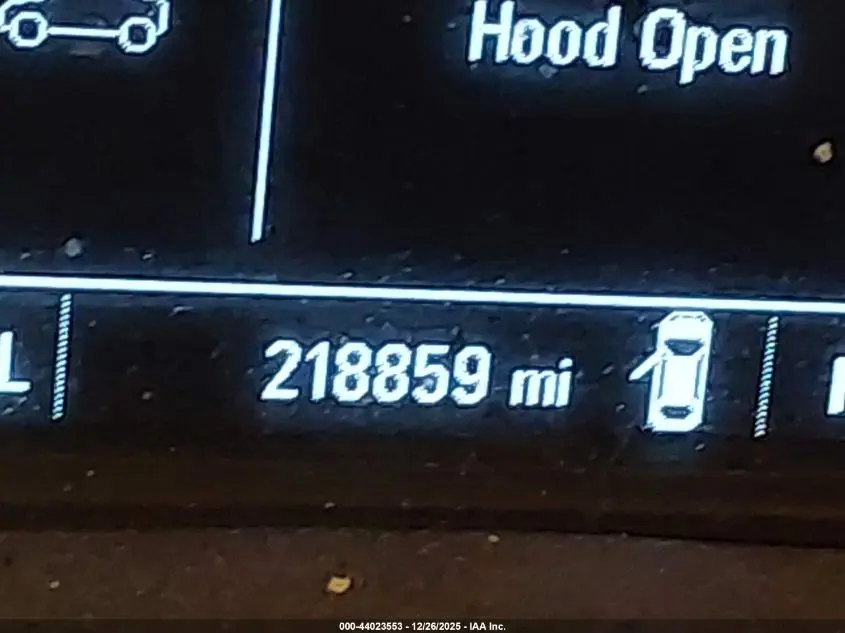 Hood Open
L
218859 mi
000-44023553 - 12/26/2025 - IAA Inc.